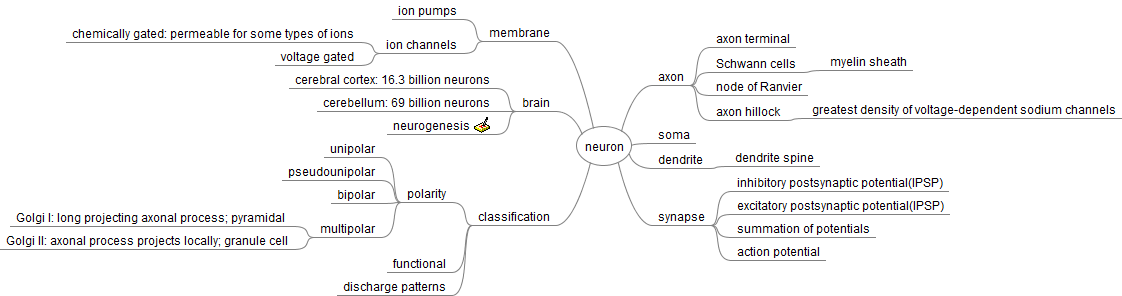 neuron
membrane
ion pumps
ion channels
chemically gated: permeable for some types of ions
voltage gated
brain
cerebral cortex: 16.3 billion neurons
cerebellum: 69 billion neurons
neurogenesis
classification
polarity
unipolar
pseudounipolar
bipolar
multipolar
Golgi I: long projecting axonal process; pyramidal
Golgi II: axonal process projects locally; granule cell
functional
discharge patterns
axon
axon terminal
Schwann cells
myelin sheath
node of Ranvier
axon hillock
greatest density of voltage-dependent sodium channels
soma
dendrite
dendrite spine
synapse
inhibitory postsynaptic potential(IPSP)
excitatory postsynaptic potential(IPSP)
summation of potentials
action potential